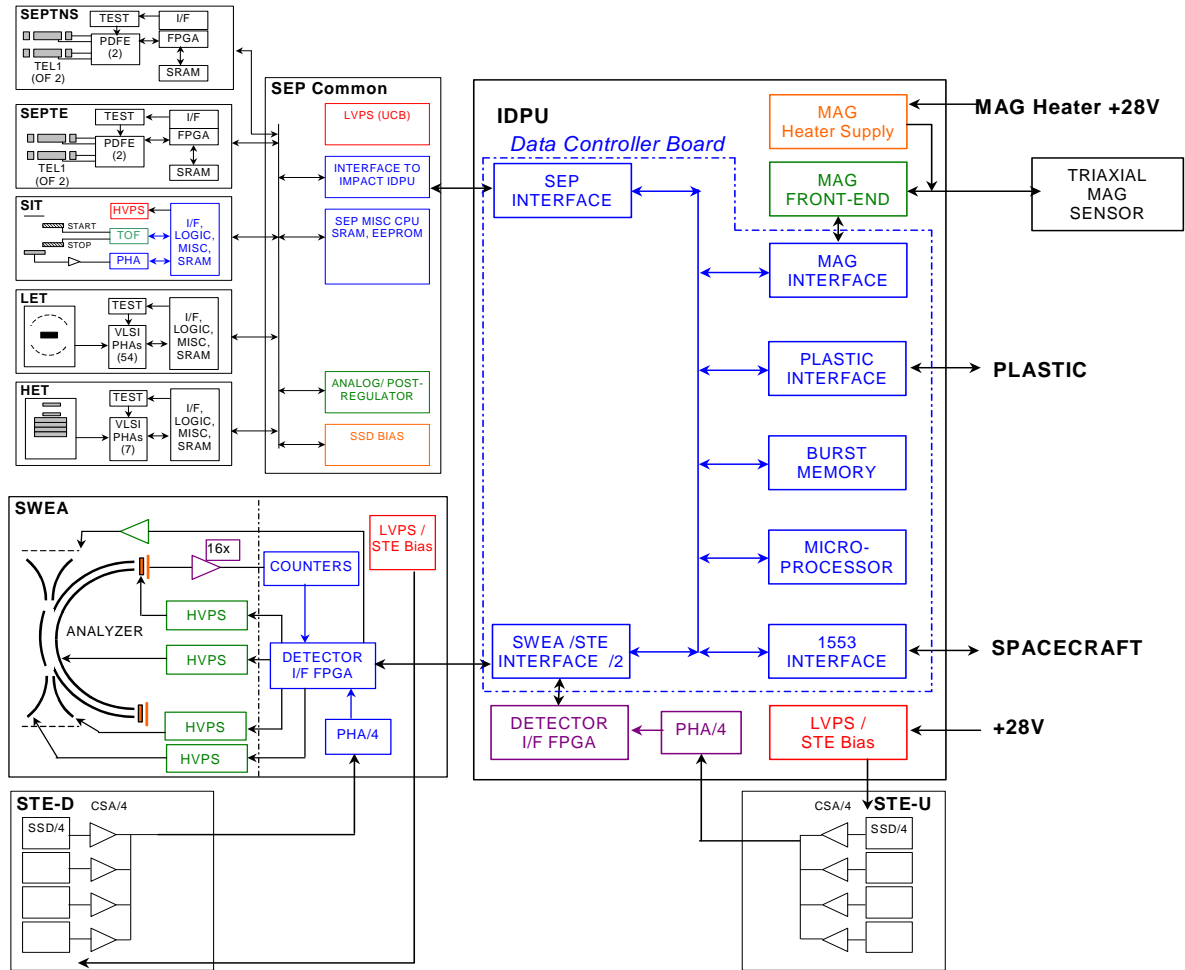 SEPTNS
TEST
I/F
PDFE
(2)
FPGA
SRAM
TEL1
(OF 2)
SEPTE
TEST
I/F
PDFE
(2)
FPGA
SRAM
TEL1
(OF 2)
SIT
HVPS
START
TOF
STOP
PHA
I/F,
LOGIC,
MISC,
SRAM
LET
TEST
VLSI
PHAs
(54)
I/F,
LOGIC,
MISC,
SRAM
HET
TEST
VLSI
PHAs
(7)
I/F,
LOGIC,
MISC,
SRAM
SEP Common
LVPS (UCB)
INTERFACE TO
IMPACT IDPU
SEP MISC CPU
SRAM, EEPROM
ANALOG/ POST-
REGULATOR
SSD BIAS
IDPU
Data Controller Board
MAG
Heater Supply
MAG Heater +28V
SEP
INTERFACE
MAG
FRONT-END
TRIAXIAL
MAG
SENSOR
MAG
INTERFACE
PLASTIC
INTERFACE
PLASTIC
BURST
MEMORY
MICRO-
PROCESSOR
SWEA /STE
INTERFACE /2
1553
INTERFACE
SPACECRAFT
DETECTOR
I/F FPGA
PHA/4
LVPS /
STE Bias
+28V
SWEA
16x
COUNTERS
LVPS /
STE Bias
HVPS
ANALYZER
HVPS
DETECTOR
I/F FPGA
HVPS
HVPS
PHA/4
STE-D
CSA/4
SSD/4
CSA/4
STE-U
SSD/4